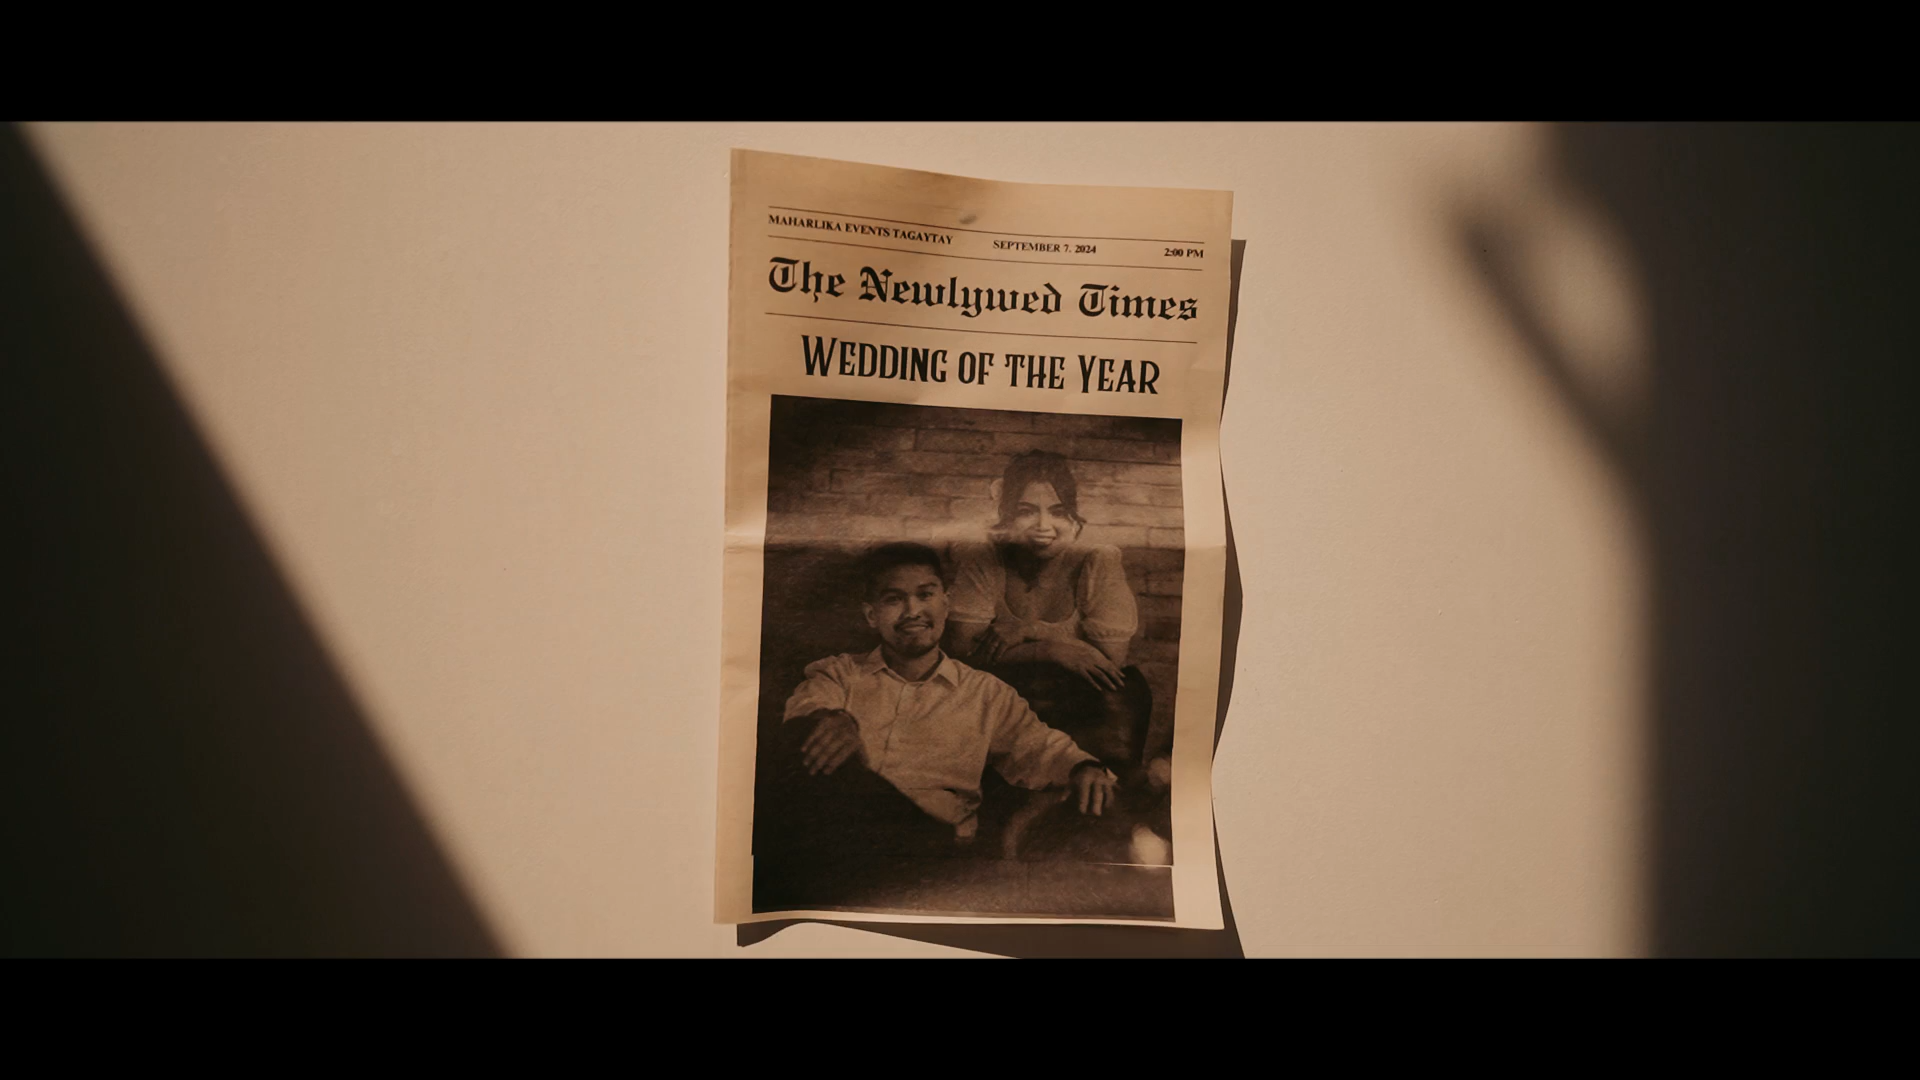 MAHARLIKA EVENTS TAGAYTAY SEPTEMBER 7. 2024 2:00 PM
The Newlywed Times
WEDDING OF THE YEAR